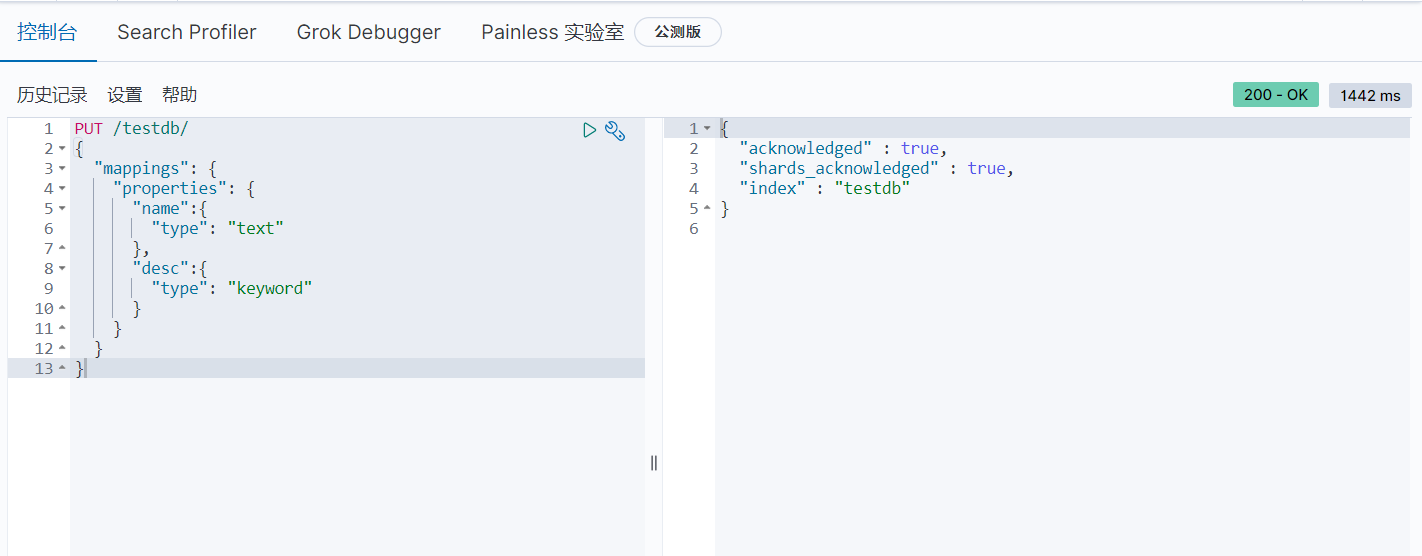 控制台 Search Profiler Grok Debugger Painless 实验室 公测版
历史记录 设置 帮助 200 - OK 1442 ms
1 PUT /testdb/
2 {
3 "mappings": {
4 "properties": {
5 "name":{
6 "type": "text"
7 },
8 "desc":{
9 "type": "keyword"
10 }
11 }
12 }
13 }
1 {
2 "acknowledged" : true,
3 "shards_acknowledged" : true,
4 "index" : "testdb"
5 }
6